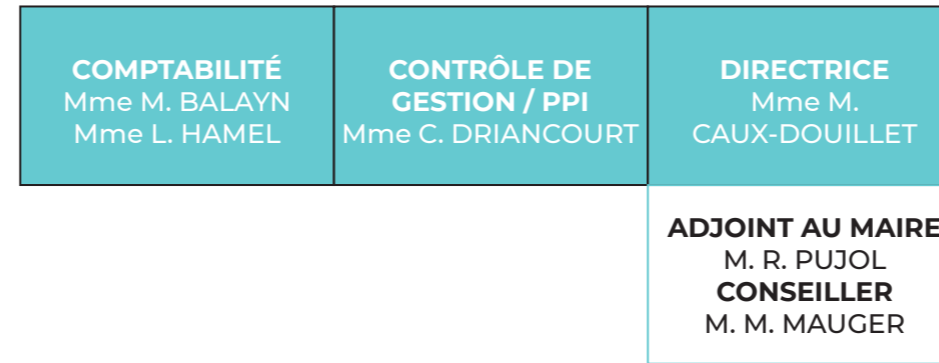 COMPTABILITÉ
Mme M. BALAYN
Mme L. HAMEL
CONTRÔLE DE
GESTION / PPI
Mme C. DRIANCOURT
DIRECTRICE
Mme M.
CAUX-DOUILLET
ADJOINT AU MAIRE
M. R. PUJOL
CONSEILLER
M. M. MAUGER